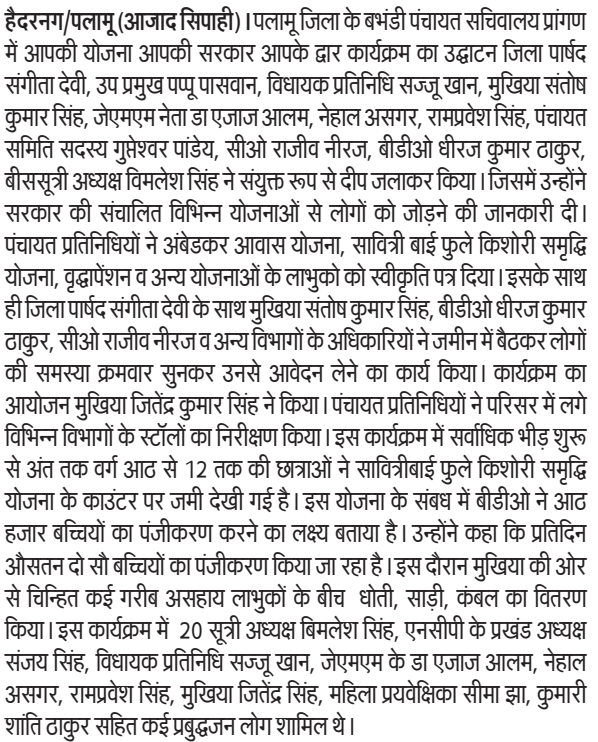 हैदरनग/पलामू (आजाद सिपाही)। पलामू जिला के बभंडी पंचायत सचिवालय प्रांगण
में आपकी योजना आपकी सरकार आपके द्वार कार्यक्रम का उद्घाटन जिला पार्षद
संगीता देवी, उप प्रमुख पप्पू पासवान, विधायक प्रतिनिधि सज्जू खान, मुखिया संतोष
कुमार सिंह, जेएमएम नेता डा एजाज आलम, नेहाल असगर, रामप्रवेश सिंह, पंचायत
समिति सदस्य गुप्तेश्वर पांडेय, सीओ राजीव नीरज, बीडीओ धीरज कुमार ठाकुर,
बीससूत्री अध्यक्ष विमलेश सिंह ने संयुक्त रूप से दीप जलाकर किया। जिसमें उन्होंने
सरकार की संचालित विभिन्न योजनाओं से लोगों को जोड़ने की जानकारी दी।
पंचायत प्रतिनिधियों ने अंबेडकर आवास योजना, सावित्री बाई फुले किशोरी समृद्धि
योजना, वृद्धापेंशन व अन्य योजनाओं के लाभुको को स्वीकृति पत्र दिया। इसके साथ
ही जिला पार्षद संगीता देवी के साथ मुखिया संतोष कुमार सिंह, बीडीओ धीरज कुमार
ठाकुर, सीओ राजीव नीरज व अन्य विभागों के अधिकारियों ने जमीन में बैठकर लोगों
की समस्या क्रमवार सुनकर उनसे आवेदन लेने का कार्य किया। कार्यक्रम का
आयोजन मुखिया जितेंद्र कुमार सिंह ने किया। पंचायत प्रतिनिधियों ने परिसर में लगे
विभिन्न विभागों के स्टॉलों का निरीक्षण किया। इस कार्यक्रम में सर्वाधिक भीड़ शुरू
से अंत तक वर्ग आठ से 12 तक की छात्राओं ने सावित्रीबाई फुले किशोरी समृद्धि
योजना के काउंटर पर जमी देखी गई है। इस योजना के संबध में बीडीओ ने आठ
हजार बच्चियों का पंजीकरण करने का लक्ष्य बताया है। उन्होंने कहा कि प्रतिदिन
औसतन दो सौ बच्चियों का पंजीकरण किया जा रहा है। इस दौरान मुखिया की ओर
से चिन्हित कई गरीब असहाय लाभुकों के बीच धोती, साड़ी, कंबल का वितरण
किया। इस कार्यक्रम में 20 सूत्री अध्यक्ष बिमलेश सिंह, एनसीपी के प्रखंड अध्यक्ष
संजय सिंह, विधायक प्रतिनिधि सज्जू खान, जेएमएम के डा एजाज आलम, नेहाल
असगर, रामप्रवेश सिंह, मुखिया जितेंद्र सिंह, महिला प्रयवेक्षिका सीमा झा, कुमारी
शांति ठाकुर सहित कई प्रबुद्धजन लोग शामिल थे।